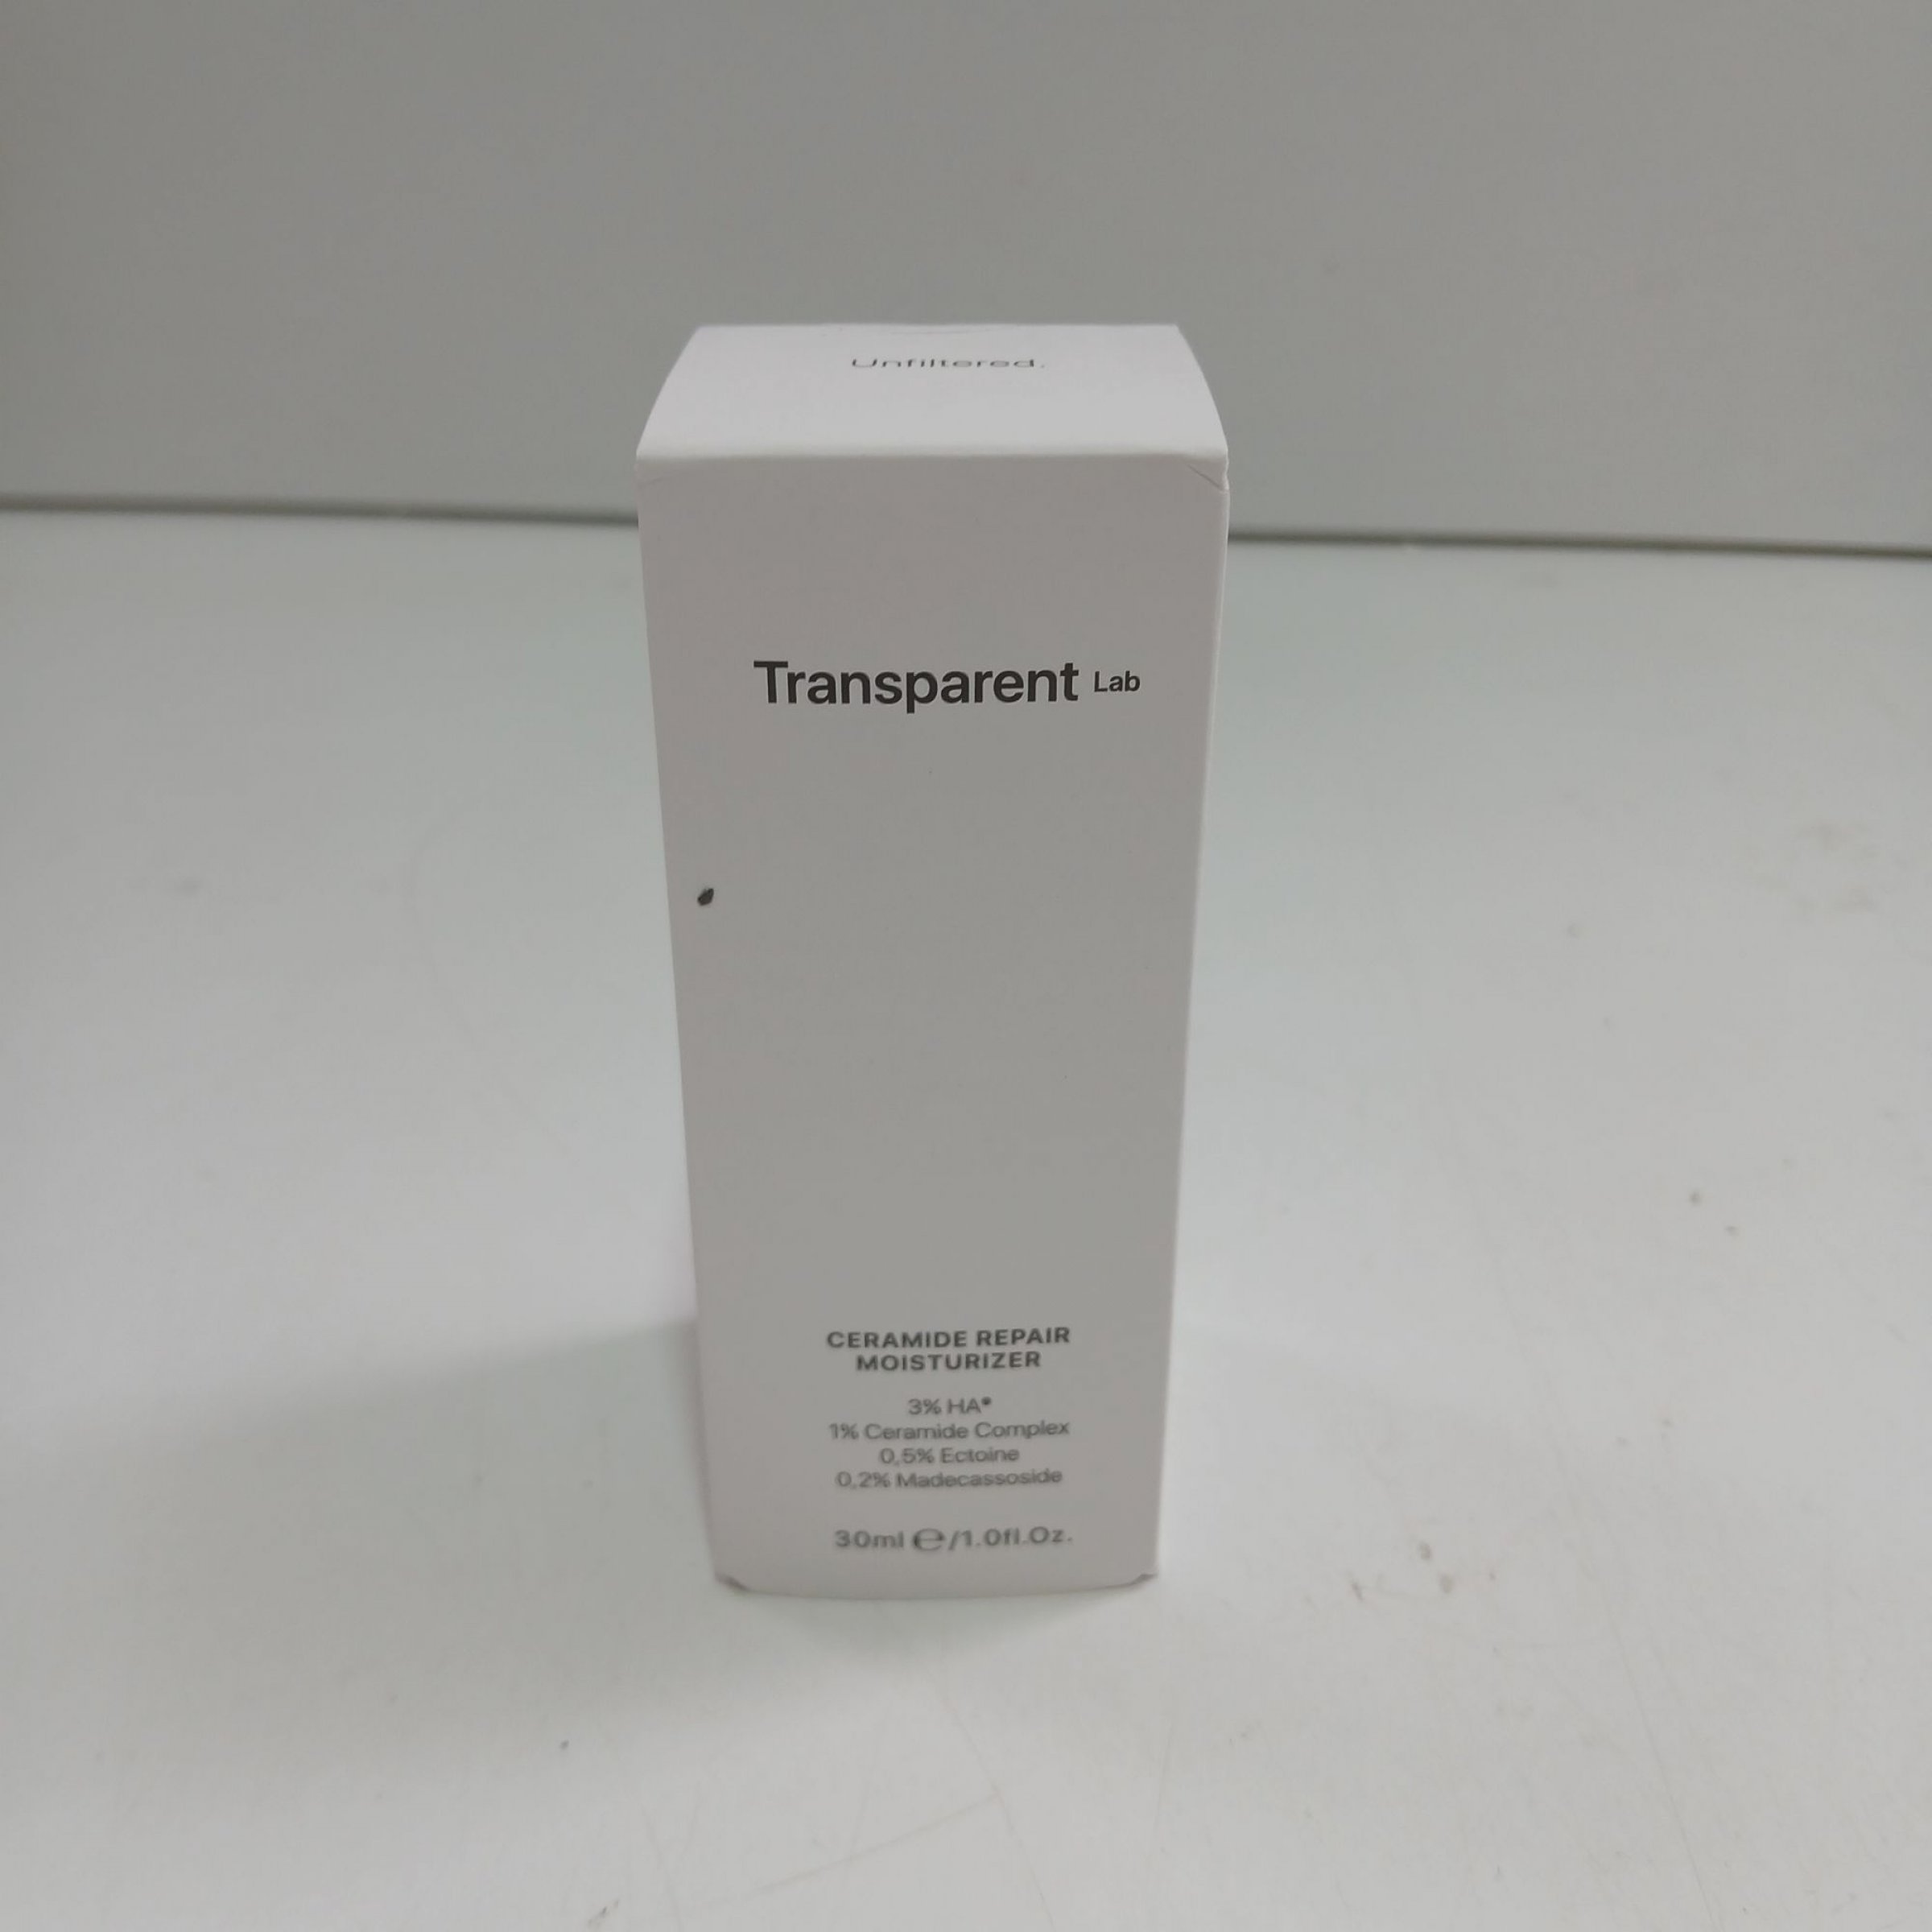 Unfiltered.
Transparent Lab
CERAMIDE REPAIR
MOISTURIZER
3% HA®
1% Ceramide Complex
0,5% Ectoine
0,2% Madecassoside
30ml ℮/1.0fl.Oz.